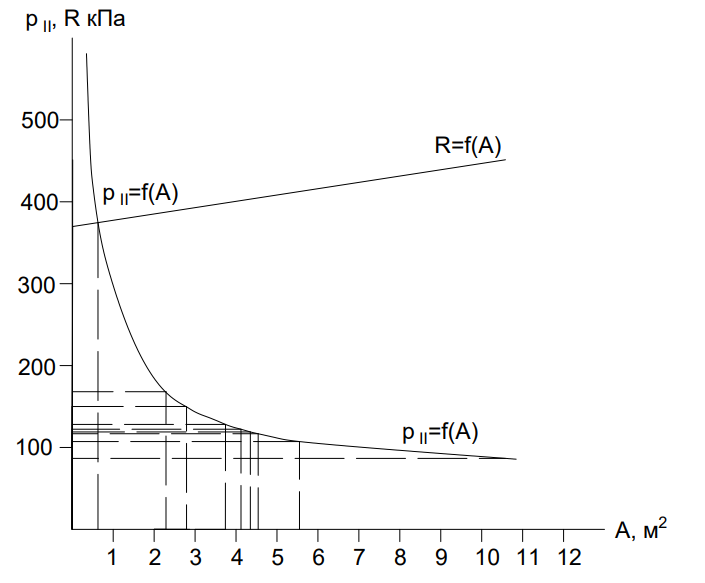 p II, R кПа
500
R=f(A)
p II=f(A)
400
300
200
p II=f(A)
100
A, м²
1 2 3 4 5 6 7 8 9 10 11 12